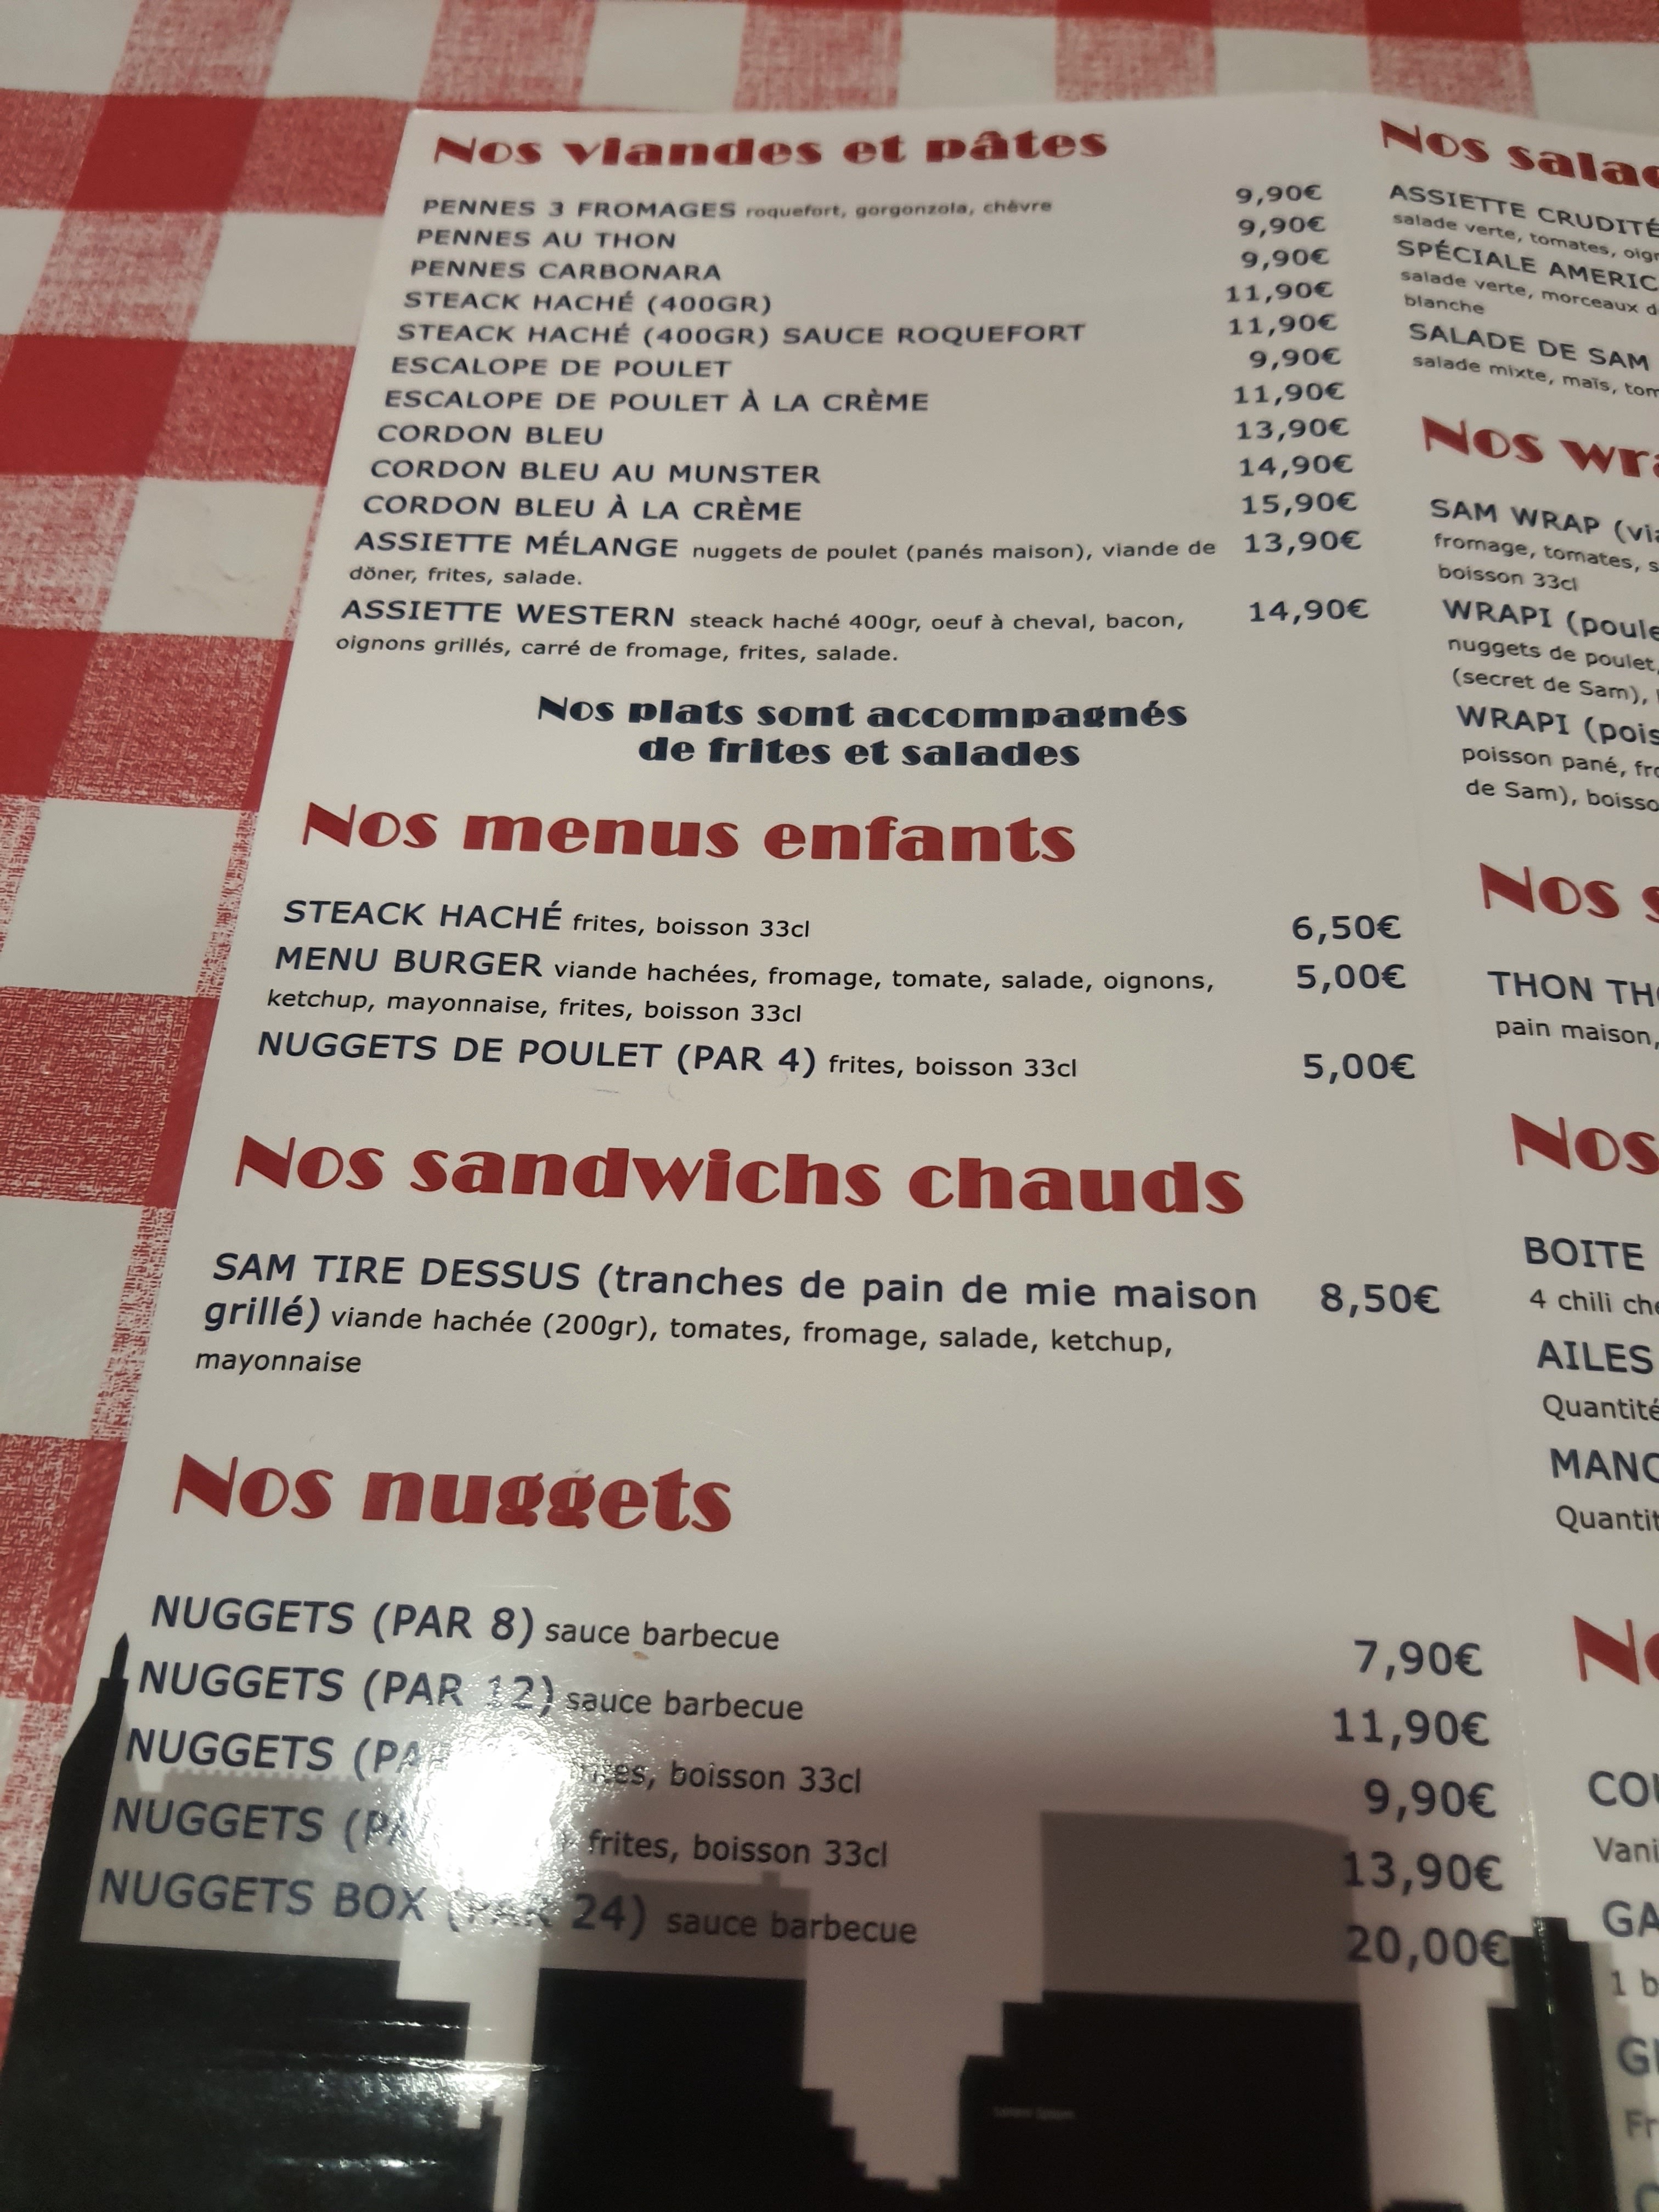 Nos viandes et pâtes
PENNES 3 FROMAGES roquefort, gorgonzola, chèvre 9,90€
PENNES AU THON 9,90€
PENNES CARBONARA 9,90€
STEACK HACHÉ (400GR) 11,90€
STEACK HACHÉ (400GR) SAUCE ROQUEFORT 11,90€
ESCALOPE DE POULET 9,90€
ESCALOPE DE POULET À LA CRÈME 11,90€
CORDON BLEU 13,90€
CORDON BLEU AU MUNSTER 14,90€
CORDON BLEU À LA CRÈME 15,90€
ASSIETTE MÉLANGE nuggets de poulet (panés maison), viande de 13,90€
döner, frites, salade.
ASSIETTE WESTERN steack haché 400gr, oeuf à cheval, bacon, 14,90€
oignons grillés, carré de fromage, frites, salade.
Nos plats sont accompagnés
de frites et salades
Nos menus enfants
STEACK HACHÉ frites, boisson 33cl 6,50€
MENU BURGER viande hachées, fromage, tomate, salade, oignons, 5,00€
ketchup, mayonnaise, frites, boisson 33cl
NUGGETS DE POULET (PAR 4) frites, boisson 33cl 5,00€
Nos sandwichs chauds
SAM TIRE DESSUS (tranches de pain de mie maison 8,50€
grillé) viande hachée (200gr), tomates, fromage, salade, ketchup,
mayonnaise
Nos nuggets
NUGGETS (PAR 8) sauce barbecue 7,90€
NUGGETS (PAR 12) sauce barbecue 11,90€
NUGGETS boisson 33cl 9,90€
NUGGETS frites, boisson 33cl 13,90€
NUGGETS BOX (PAR 24) sauce barbecue 20,00€
Nos
ASSIETTE CRUDITÉ
salade verte, tomates,
SPÉCIALE
salade verte, morceaux
blanche
SALADE DE SAM
salade mixte, maïs,
Nos
SAM WRAP
fromage, tomates,
boisson 33cl
WRAPI
nuggets de poulet,
(secret de Sam),
WRAPI
poisson pané,
de Sam),
Nos
THON
pain maison,
Nos
BOITE
4 chili
AILES
1